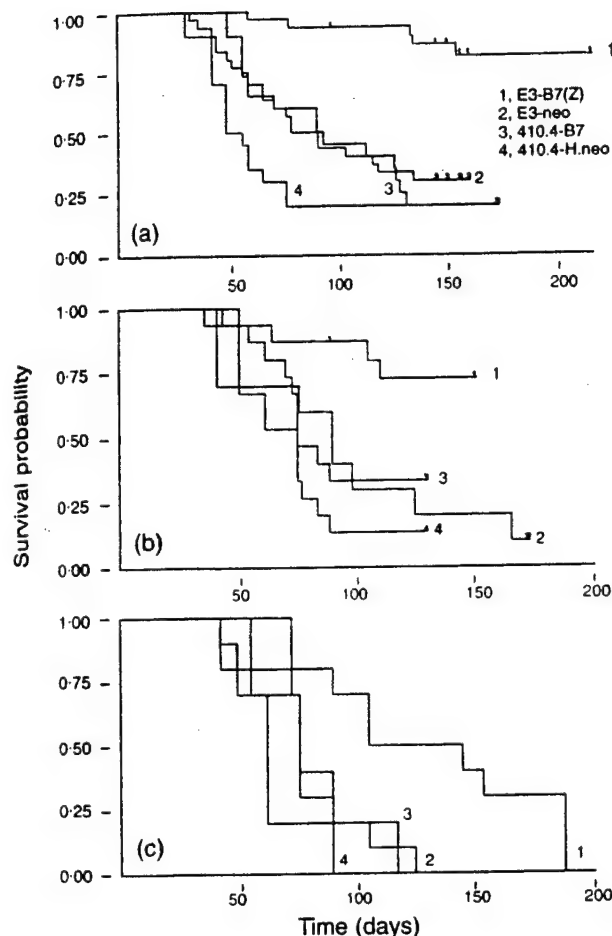 1.00
0.75
0.50
0.25
0.00
(a)
1
1, E3-B7(Z)
2, E3-neo
3, 410.4-B7
4, 410.4-H.neo
2
3
4
50 100 150 200
Survival probability
1.00
0.75
0.50
0.25
0.00
(b)
1
3
4
2
50 100 150 200
1.00
0.75
0.50
0.25
0.00
(c)
3
4 2 1
50 100 150 200
Time (days)